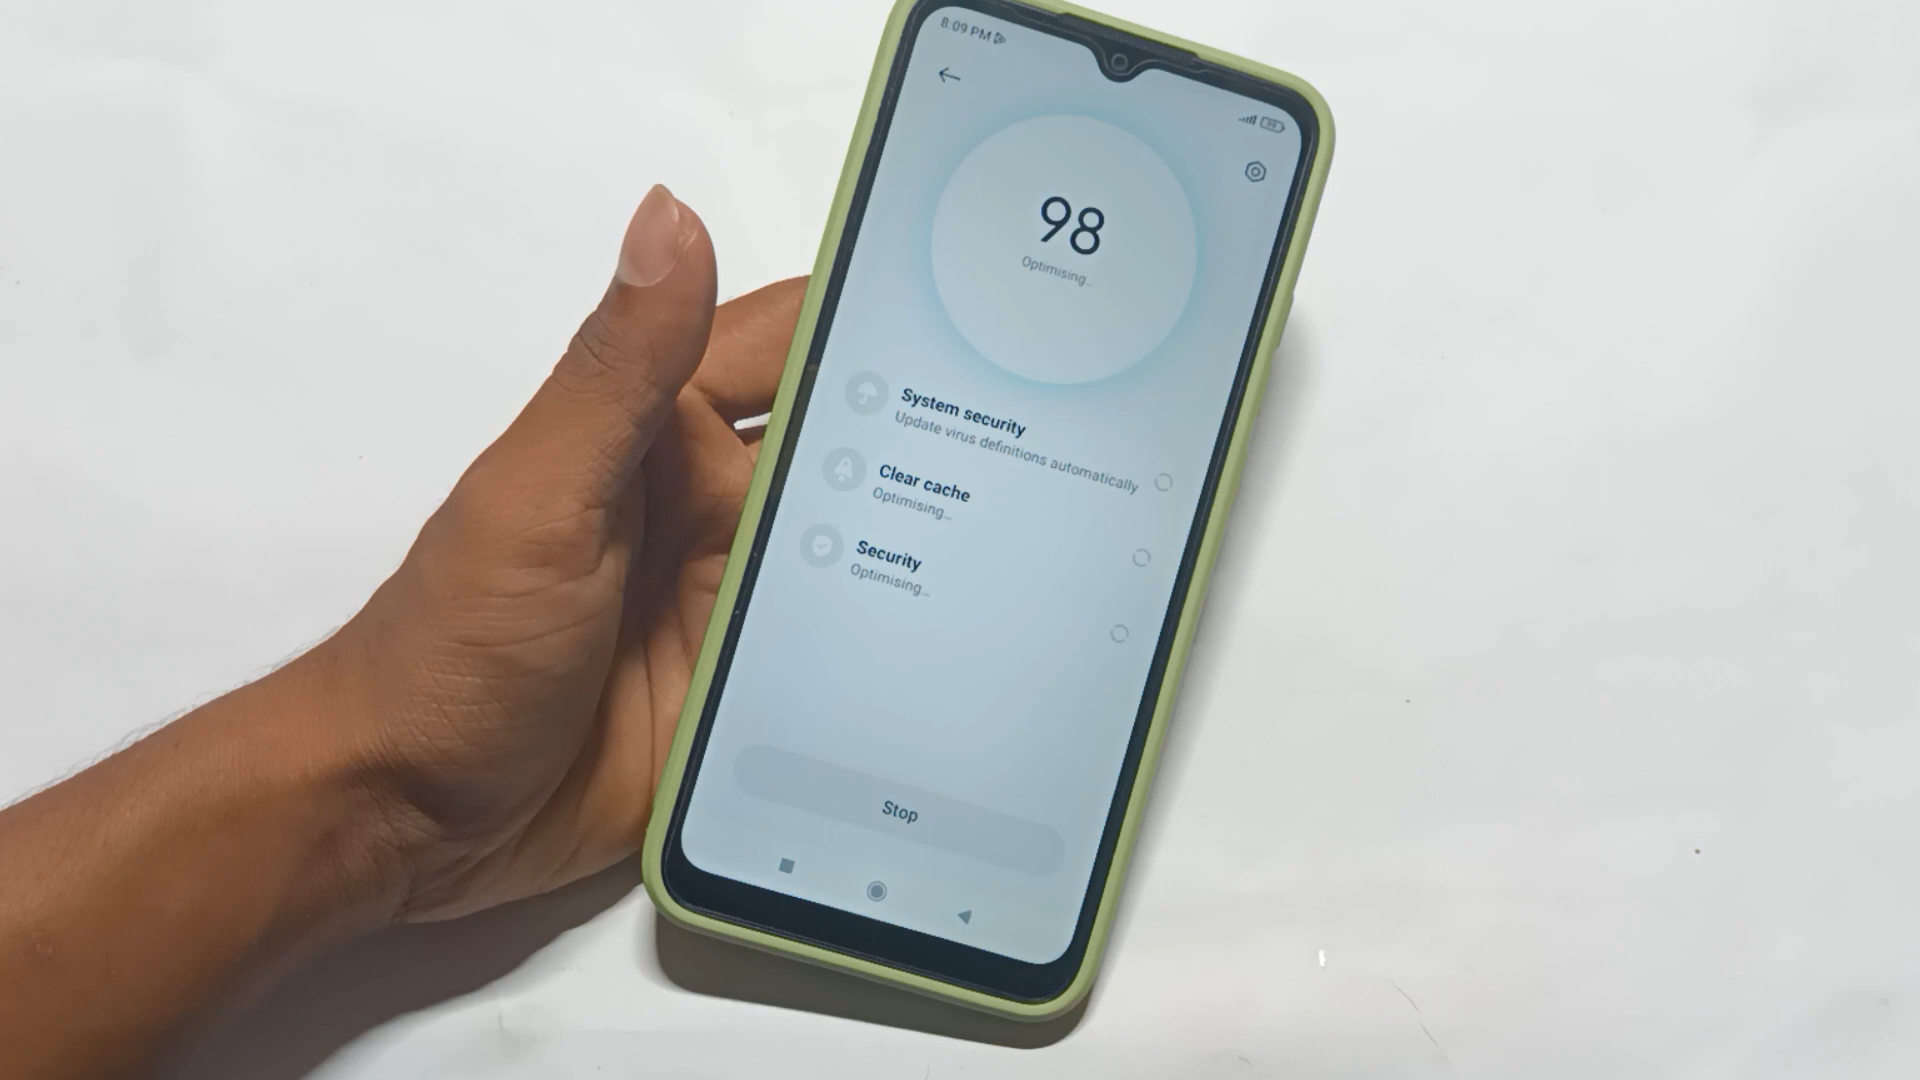 8:09 PM
98
Optimising...
System security
Update virus definitions automatically
Clear cache
Optimising...
Security
Optimising...
Stop